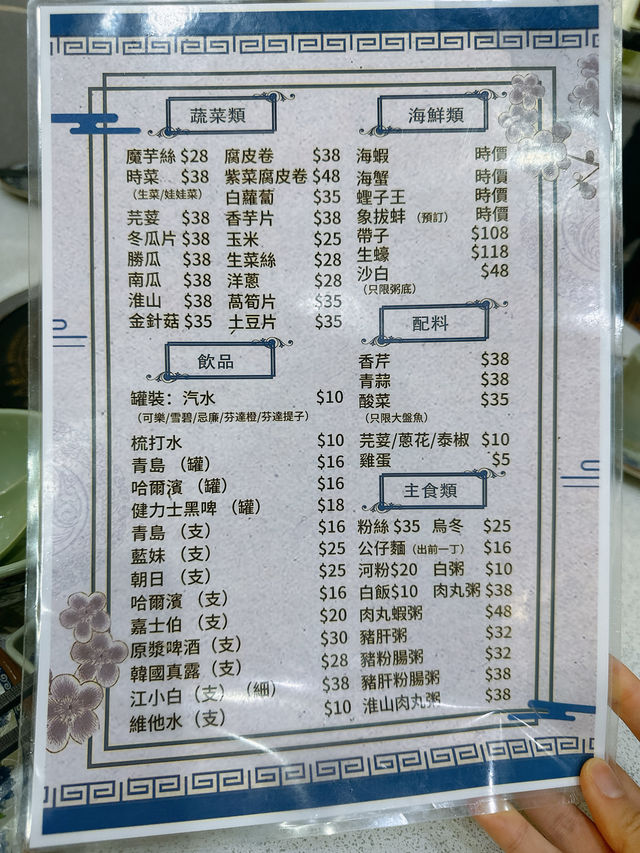 蔬菜類
魔芋絲 $28 腐皮卷 $38
時菜 $38 紫菜腐皮卷 $48
（生菜/娃娃菜） 白蘿蔔 $35
芫荽 $38 香芋片 $38
冬瓜片 $38 玉米 $25
勝瓜 $38 生菜絲 $28
南瓜 $38 洋蔥 $28
淮山 $38 萵筍片 $35
金針菇 $35 土豆片 $35
飲品
罐裝：汽水 $10
（可樂/雪碧/忌廉/芬達橙/芬達提子）
梳打水 $10
青島（罐） $16
哈爾濱（罐） $16
健力士黑啤（罐） $18
青島（支） $16
藍妹（支） $25
朝日（支） $25
哈爾濱（支） $16
嘉士伯（支） $20
原漿啤酒（支） $30
韓國真露（支） $28
江小白（支）（細） $38
維他水（支） $10
海鮮類
海蝦 時價
海蟹 時價
蟶子王 時價
象拔蚌（預訂） 時價
帶子 $108
生蠔 $118
沙白 $48
（只限粥底）
配料
香芹 $38
青蒜 $38
酸菜 $35
（只限大盤魚）
芫荽/蔥花/泰椒 $10
雞蛋 $5
主食類
粉絲 $35 烏冬 $25
公仔麵（出前一丁） $16
河粉$20 白粥 $10
白飯$10 肉丸粥 $38
肉丸蝦粥 $48
豬肝粥 $32
豬粉腸粥 $32
豬肝粉腸粥 $38
淮山肉丸粥 $38